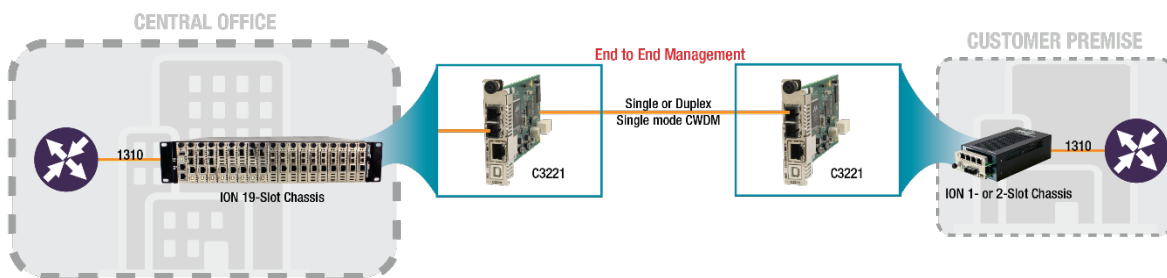 CENTRAL OFFICE
1310
ION 19-Slot Chassis
C3221
End to End Management
Single or Duplex
Single mode CWDM
C3221
CUSTOMER PREMISE
1310
ION 1- or 2-Slot Chassis